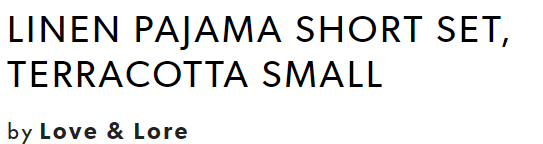 LINEN PAJAMA SHORT SET,
TERRACOTTA SMALL
by Love & Lore